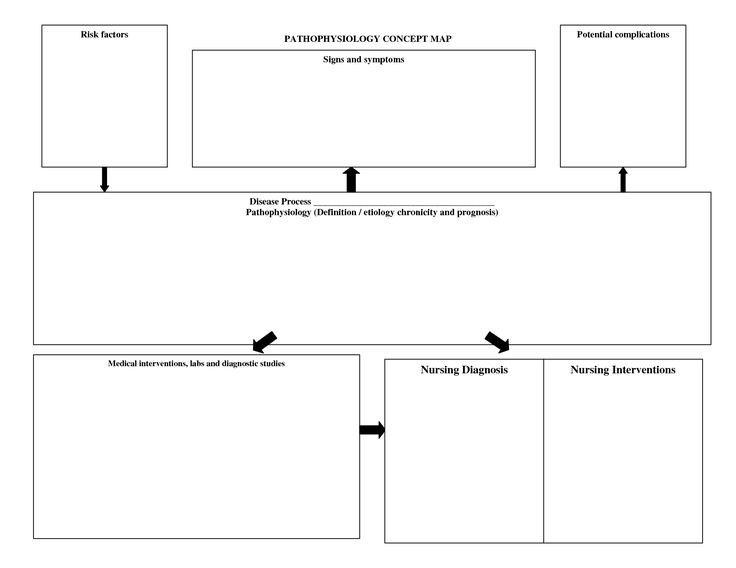 PATHOPHYSIOLOGY CONCEPT MAP
Risk factors
Signs and symptoms
Potential complications
Disease Process ________________________________________
Pathophysiology (Definition / etiology chronicity and prognosis)
Medical interventions, labs and diagnostic studies
Nursing Diagnosis
Nursing Interventions